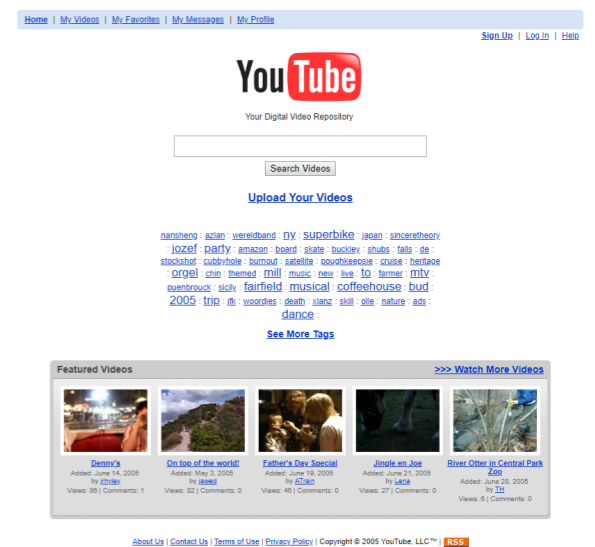 Home | My Videos | My Favorites | My Messages | My Profile
Sign Up | Log In | Help
YouTube
Your Digital Video Repository
Search Videos
Upload Your Videos
nansheng : azlan : wereldband : ny : superbike : japan : sinceretheory
: jozef : party : amazon : board : skate : buckley : shubs : falls : de :
stockshot : cubbyhole : burnout : satellite : poughkeepsie : cruise : heritage
: orgel : chin : themed : mill : music : new : live : to : farmer : mtv :
puenbrouck : sicily : fairfield : musical : coffeehouse : bud :
2005 : trip : jfk : woordjes : death : xianz : skill : olle : nature : ads :
dance :
See More Tags
Featured Videos
>>> Watch More Videos
Denny's
Added: June 14, 2005
by
Views: 95 | Comments: 1
On top of the world!
Added: May 3, 2005
by jawed
Views: 82 | Comments: 0
Father's Day Special
Added: June 19, 2005
by ATrain
Views: 46 | Comments: 0
Jingle en Joe
Added: June 21, 2005
by Lena
Views: 27 | Comments: 0
River Otter in Central Park
Zoo
Added: June 23, 2005
by TH
Views: 6 | Comments: 0
About Us | Contact Us | Terms of Use | Privacy Policy | Copyright © 2005 YouTube, LLC™ | RSS